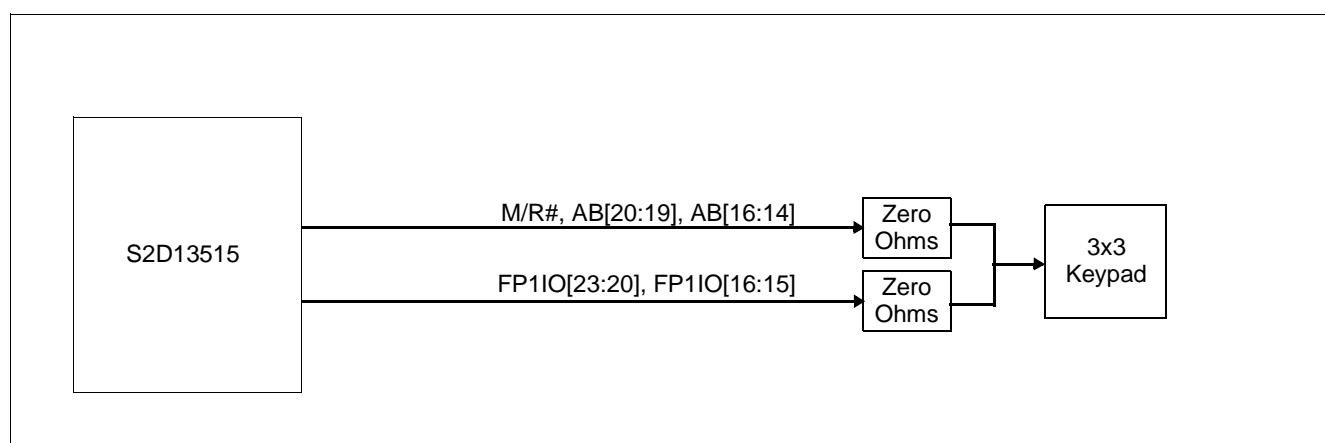 S2D13515
M/R#, AB[20:19], AB[16:14]
FP1IO[23:20], FP1IO[16:15]
Zero
Ohms
Zero
Ohms
3x3
Keypad